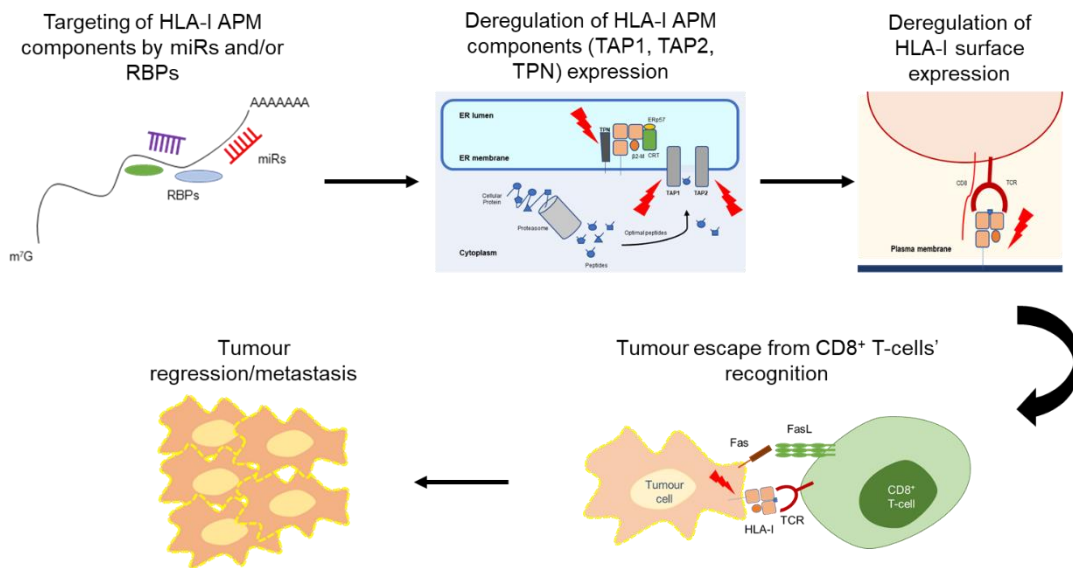 Targeting of HLA-I APM
components by miRs and/or
RBPs
AAAAAAA
miRs
RBPs
m⁷G
Deregulation of HLA-I APM
components (TAP1, TAP2,
TPN) expression
ER lumen
ERp57
TPN
ER membrane
β2-M
CRT
TAP1
TAP2
Cellular
Protein
Proteasome
Optimal peptides
Cytoplasm
Peptides
Deregulation of
HLA-I surface
expression
CD8
TCR
Plasma membrane
Tumour escape from CD8⁺ T-cells’
recognition
Fas
FasL
Tumour
cell
CD8⁺
T-cell
HLA-I
TCR
Tumour
regression/metastasis